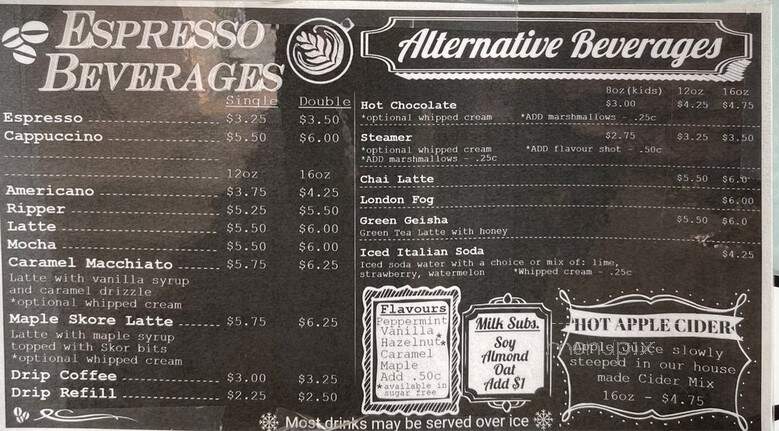 ESPRESSO
BEVERAGES
Single Double
Espresso $3.25 $3.50
Cappuccino $5.50 $6.00
12oz 16oz
Americano $3.75 $4.25
Ripper $5.25 $5.50
Latte $5.50 $6.00
Mocha $5.50 $6.00
Caramel Macchiato $5.75 $6.25
Latte with vanilla syrup
and caramel drizzle
*optional whipped cream
Maple Skore Latte $5.75 $6.25
Latte with maple syrup
topped with Skor bits
*optional whipped cream
Drip Coffee $3.00 $3.25
Drip Refill $2.25 $2.50
Alternative Beverages
8oz(kids) 12oz 16oz
Hot Chocolate $3.00 $4.25 $4.75
*optional whipped cream *ADD marshmallows - .25c
Steamer $2.75 $3.25 $3.50
*optional whipped cream *ADD flavour shot - .50c
*ADD marshmallows - .25c
Chai Latte $5.50 $6.0
London Fog $6.00
Green Geisha $5.50 $6.0
Green Tea Latte with honey
Iced Italian Soda $4.25
Iced soda water with a choice or mix of: lime,
strawberry, watermelon *Whipped cream - .25c
Flavours
Peppermint
Vanilla*
Hazelnut*
Caramel
Maple
Add .50c
*available in
sugar free
Milk Subs.
Soy
Almond
Oat
Add $1
HOT APPLE CIDER
Apple juice slowly
steeped in our house
made Cider Mix
16oz - $4.75
Most drinks may be served over ice